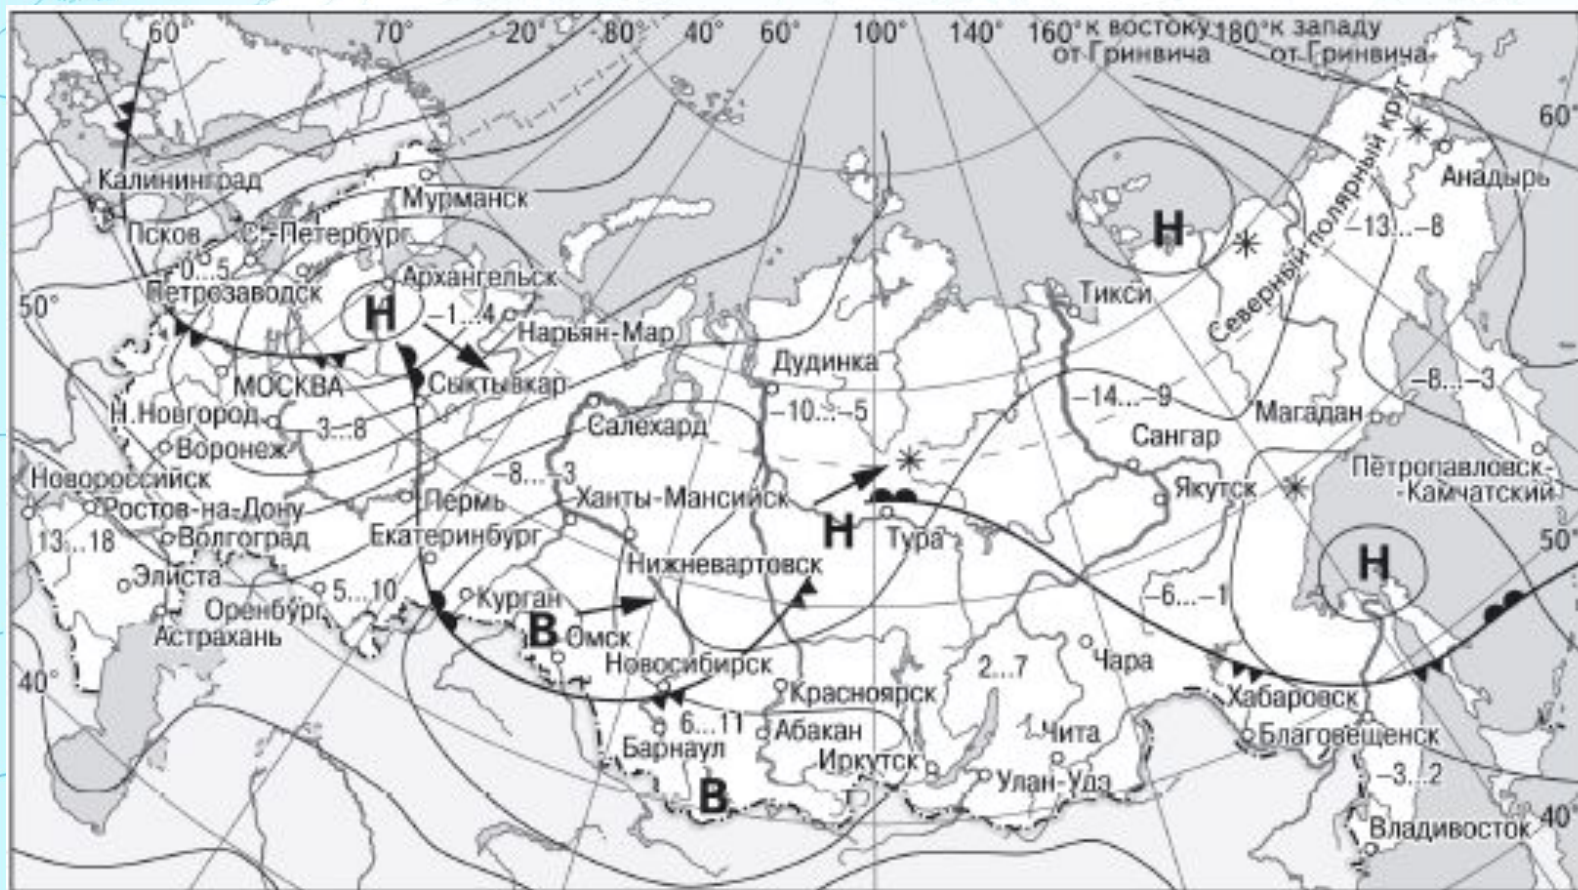 60° 70° 20° 80° 40° 60° 100° 140° 160° к востоку 180° к западу
от Гринвича от Гринвича
60°
Северный полярный круг
Калининград
Мурманск
Анадырь
Псков С.-Петербург
Н
–13...–8
0...5
Архангельск
Петрозаводск
Тикси
50°
Н
–1...4
Нарьян-Мар
Дудинка
МОСКВА
Сыктывкар
–8...–3
–10...–5
–14...–9
Н.Новгород
Салехард
Магадан
3...8
Сангар
Воронеж
Петропавловск-
-Камчатский
Новороссийск
–8...–3
Якутск
Ростов-на-Дону
Пермь
Ханты-Мансийск
13...18
Волгоград
Екатеринбург
Н
Тура
50°
Нижневартовск
Н
Элиста
5...10
Оренбург
Курган
–6...–1
Астрахань
В
Омск
Новосибирск
2...7
Чара
40°
Красноярск
Хабаровск
6...11
Абакан
Чита
Благовещенск
Барнаул
Иркутск
Улан-Удэ
–3...2
В
40°
Владивосток